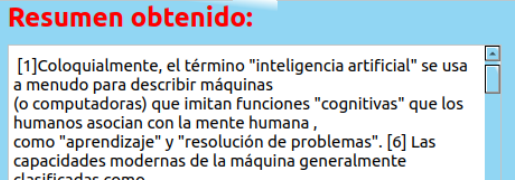 Resumen obtenido:
[1]Coloquialmente, el término "inteligencia artificial" se usa
a menudo para describir máquinas
(o computadoras) que imitan funciones "cognitivas" que los
humanos asocian con la mente humana ,
como "aprendizaje" y "resolución de problemas". [6] Las
capacidades modernas de la máquina generalmente
clasificadas como